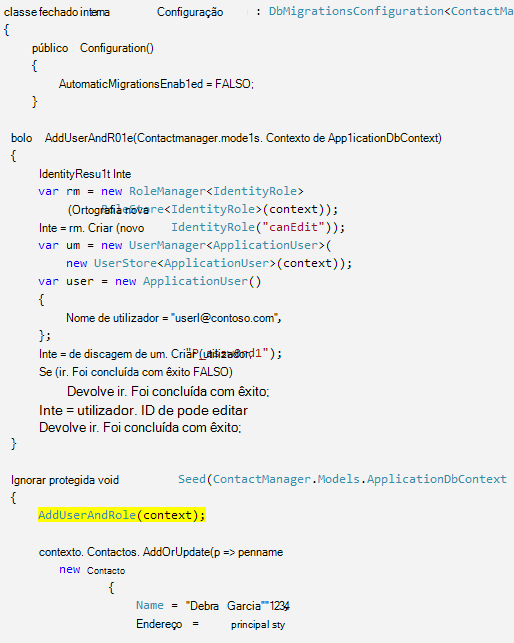 classe fechado intema Configuração : DbMigrationsConfiguration<ContactMa
{
público Configuration()
{
AutomaticMigrationsEnab1ed = FALSO;
}
bolo AddUserAndR01e(Contactmanager.mode1s. Contexto de App1icationDbContext)
{
IdentityResu1t Inte
var rm = new RoleManager<IdentityRole>
(Ortografia nova Store<IdentityRole>(context));
Inte = rm. Criar (novo IdentityRole("canEdit"));
var um = new UserManager<ApplicationUser>(
new UserStore<ApplicationUser>(context));
var user = new ApplicationUser()
{
Nome de utilizador = "userl@contoso.com",
};
Inte = de discagem de um. Criar (utilizador, 1");
Se (ir. Foi concluída com êxito FALSO)
Devolve ir. Foi concluída com êxito;
Inte = utilizador. ID de pode editar
Devolve ir. Foi concluída com êxito;
}
Ignorar protegida void Seed(ContactManager.Models.ApplicationDbContext
{
AddUserAndRole(context);
contexto. Contactos. AddOrUpdate(p => penname
new Contacto
{
Name = "Debra Garcia""1234,
Endereço = principal sty